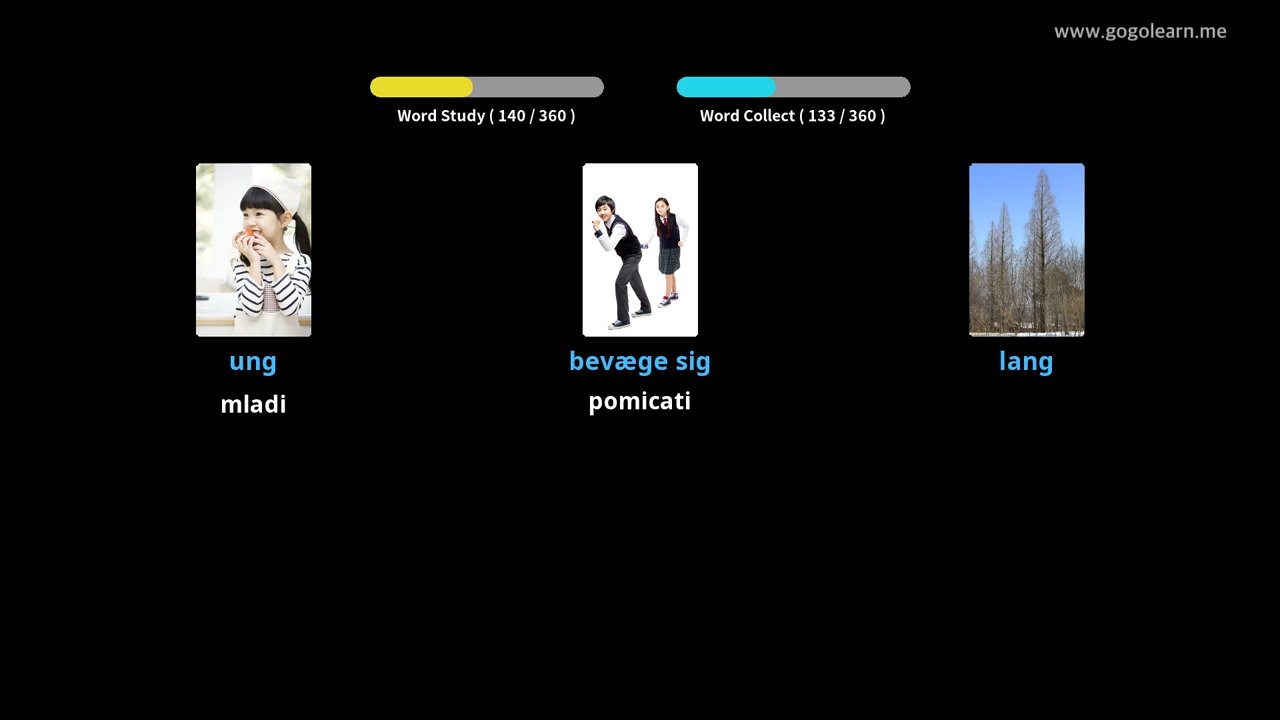 www.gogolearn.me
Word Study ( 140 / 360 )
Word Collect ( 133 / 360 )
ung
bevæge sig
lang
mladi
pomicati